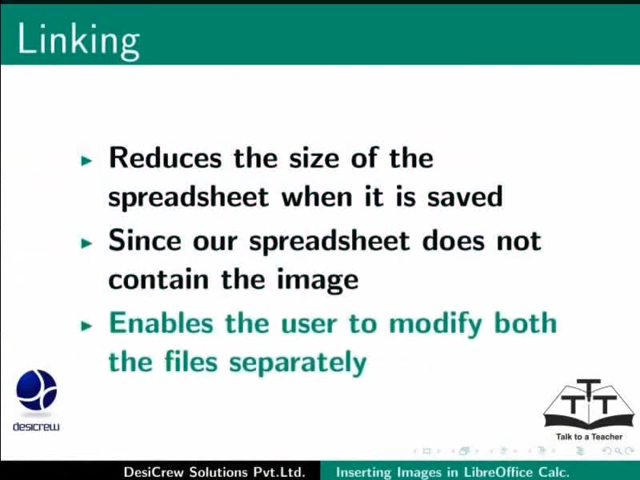 Linking
Reduces the size of the
spreadsheet when it is saved
Since our spreadsheet does not
contain the image
Enables the user to modify both
the files separately
desicrew
TTT
Talk to a Teacher
DesiCrew Solutions Pvt.Ltd.
Inserting Images in LibreOffice Calc.